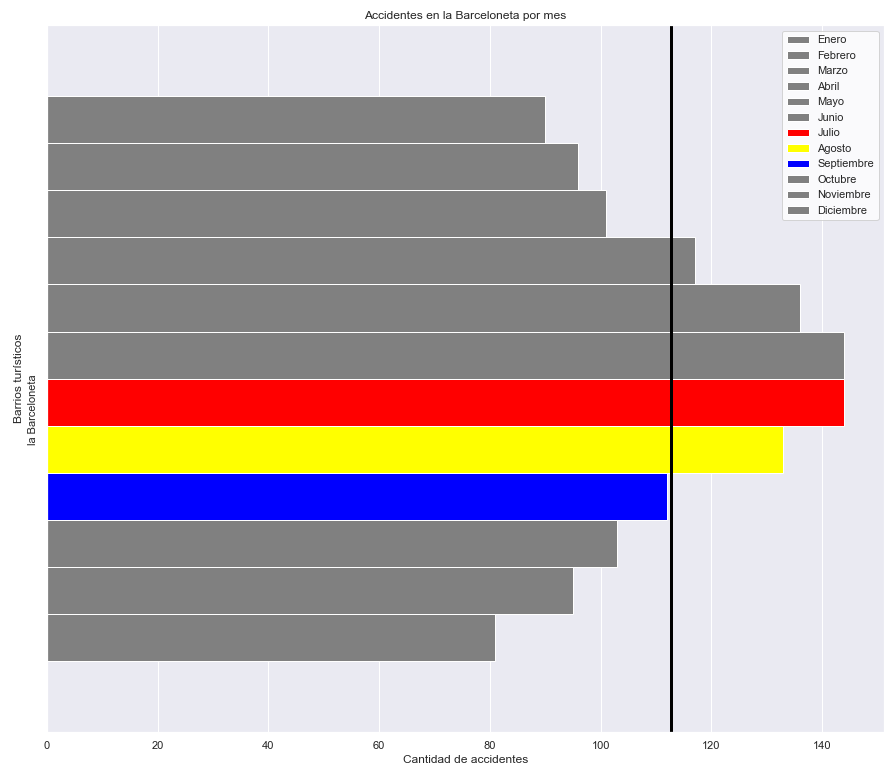 Accidentes en la Barceloneta por mes
Enero
Febrero
Marzo
Abril
Mayo
Junio
Julio
Agosto
Septiembre
Octubre
Noviembre
Diciembre
Barrios turísticos
la Barceloneta
0 20 40 60 80 100 120 140
Cantidad de accidentes